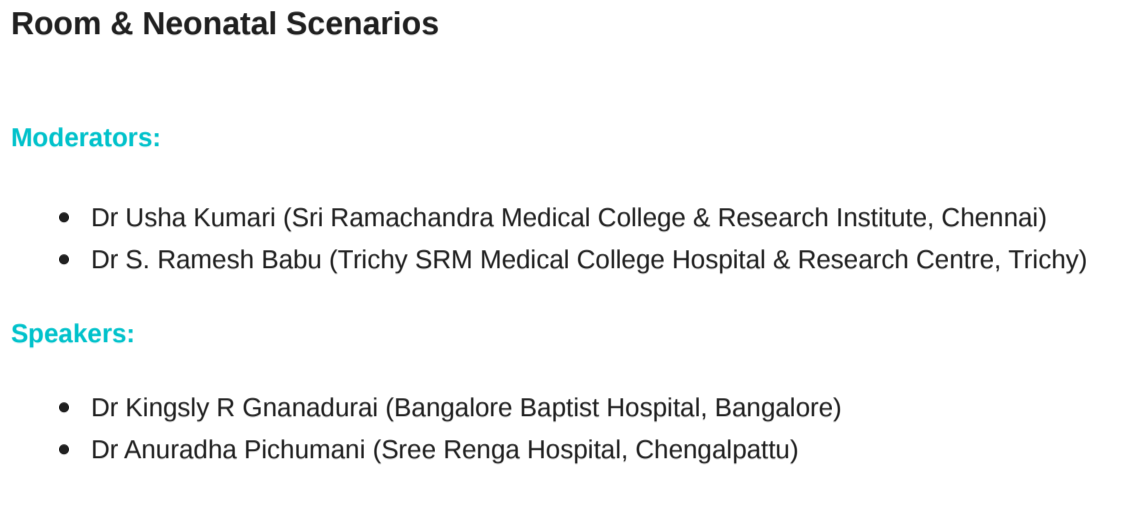 Room & Neonatal Scenarios
Moderators:
Dr Usha Kumari (Sri Ramachandra Medical College & Research Institute, Chennai)
Dr S. Ramesh Babu (Trichy SRM Medical College Hospital & Research Centre, Trichy)
Speakers:
Dr Kingsly R Gnanadurai (Bangalore Baptist Hospital, Bangalore)
Dr Anuradha Pichumani (Sree Renga Hospital, Chengalpattu)